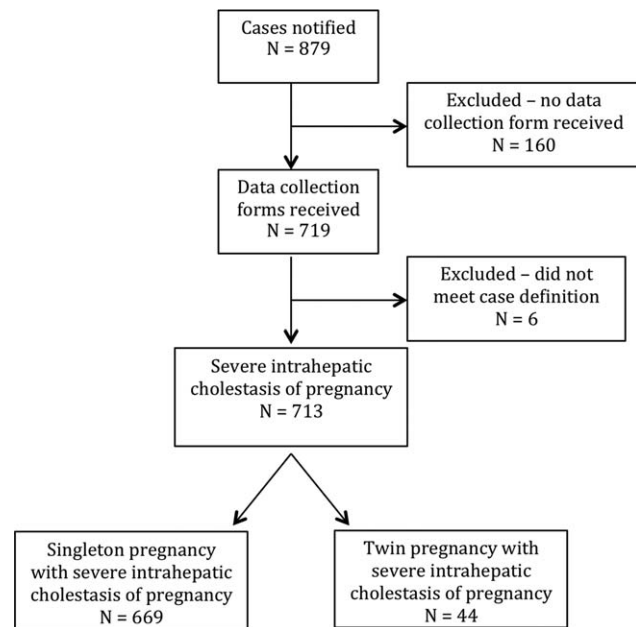 Cases notified
N = 879
Excluded – no data
collection form received
N = 160
Data collection
forms received
N = 719
Excluded – did not
meet case definition
N = 6
Severe intrahepatic
cholestasis of pregnancy
N = 713
Singleton pregnancy
with severe intrahepatic
cholestasis of pregnancy
N = 669
Twin pregnancy with
severe intrahepatic
cholestasis of pregnancy
N = 44